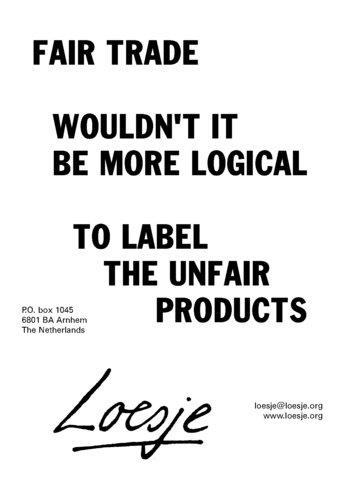 FAIR TRADE
WOULDN'T IT
BE MORE LOGICAL
TO LABEL
THE UNFAIR
PRODUCTS
P.O. box 1045
6801 BA Arnhem
The Netherlands
Loesje
loesje@loesje.org
www.loesje.org